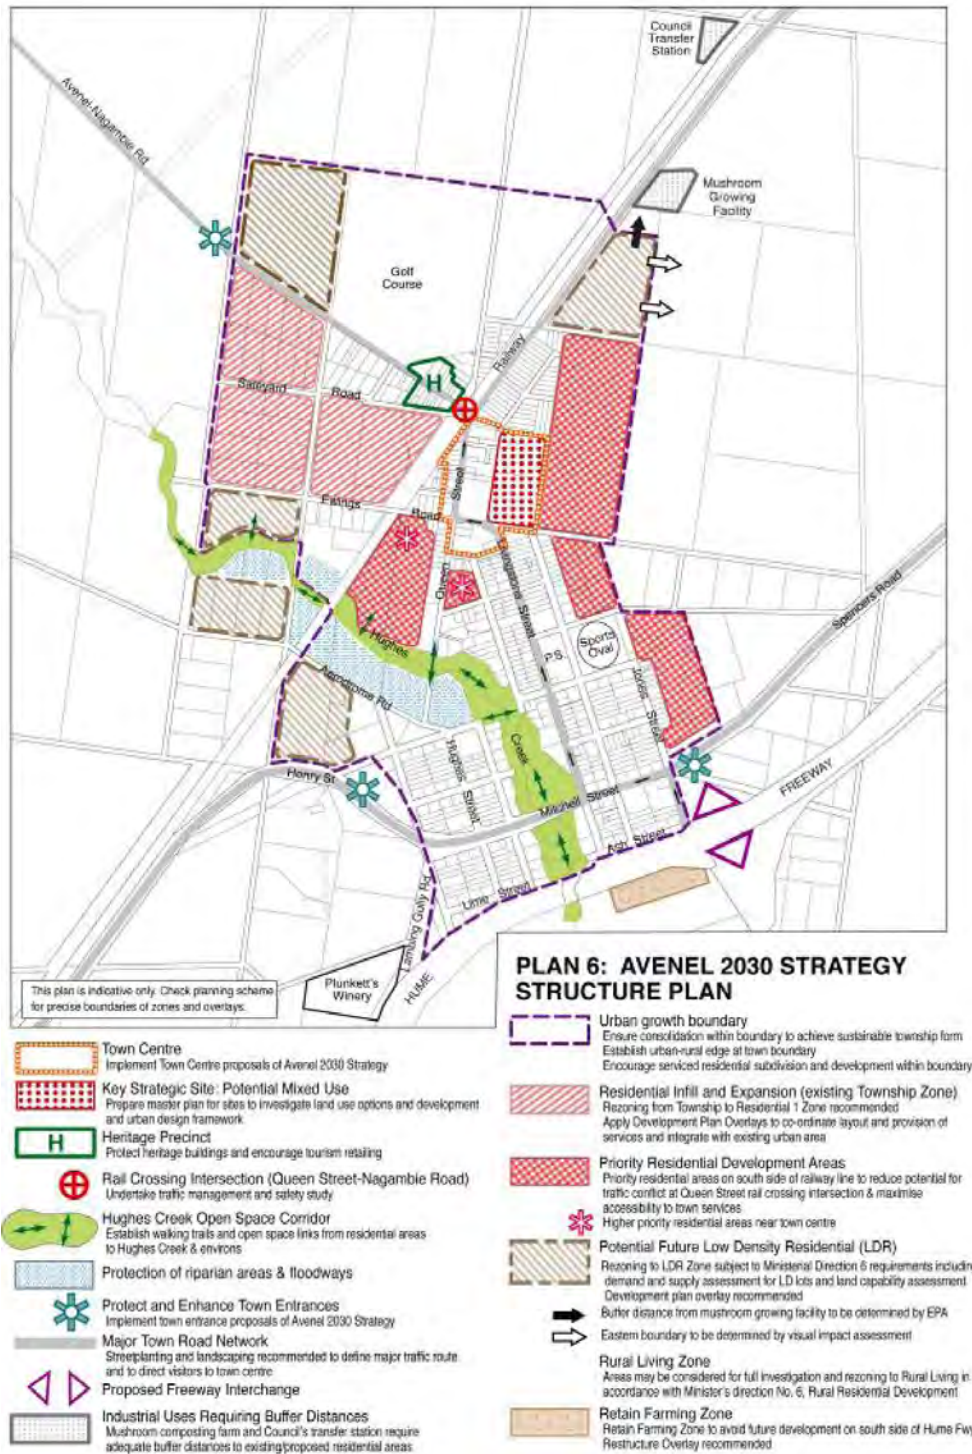 Council
Transfer
Station
Avenel-Nagambie Rd
Mushroom
Growing
Facility
Golf
Course
Railway
H
Saleyard
Road
Street
Ewings
Road
Queen
Livingstone Street
Spencers Road
Hughes
P.S.
Sports
Oval
Aerodrome Rd
Jones Street
Hughes Street
Creek
Henry St
FREEWAY
Mitchell Street
Ash Street
Lime Street
Lambing Gully Rd
HUME
Plunkett's
Winery
This plan is indicative only. Check planning scheme
for precise boundaries of zones and overlays.
PLAN 6: AVENEL 2030 STRATEGY
STRUCTURE PLAN
Town Centre
Implement Town Centre proposals of Avenel 2030 Strategy
Key Strategic Site: Potential Mixed Use
Prepare master plan for sites to investigate land use options and development
and urban design framework
H
Heritage Precinct
Protect heritage buildings and encourage tourism retailing
Rail Crossing Intersection (Queen Street-Nagambie Road)
Undertake traffic management and safety study
Hughes Creek Open Space Corridor
Establish walking trails and open space links from residential areas
to Hughes Creek & environs
Protection of riparian areas & floodways
Protect and Enhance Town Entrances
Implement town entrance proposals of Avenel 2030 Strategy
Major Town Road Network
Streetplanting and landscaping recommended to define major traffic route
and to direct visitors to town centre
Proposed Freeway Interchange
Industrial Uses Requiring Buffer Distances
Mushroom composting farm and Council's transfer station require
adequate buffer distances to existing/proposed residential areas
Urban growth boundary
Ensure consolidation within boundary to achieve sustainable township form
Establish urban-rural edge at town boundary
Encourage serviced residential subdivision and development within boundary
Residential Infill and Expansion (existing Township Zone)
Rezoning from Township to Residential 1 Zone recommended
Apply Development Plan Overlays to co-ordinate layout and provision of
services and integrate with existing urban area
Priority Residential Development Areas
Priority residential areas on south side of railway line to reduce potential for
traffic conflict at Queen Street rail crossing intersection & maximise
accessibility to town services
Higher priority residential areas near town centre
Potential Future Low Density Residential (LDR)
Rezoning to LDR Zone subject to Ministerial Direction 6 requirements includin
demand and supply assessment for LD lots and land capability assessment
Development plan overlay recommended
Buffer distance from mushroom growing facility to be determined by EPA
Eastern boundary to be determined by visual impact assessment
Rural Living Zone
Areas may be considered for full investigation and rezoning to Rural Living in
accordance with Minister's direction No. 6, Rural Residential Development
Retain Farming Zone
Retain Farming Zone to avoid future development on south side of Hume Fw
Restructure Overlay recommended